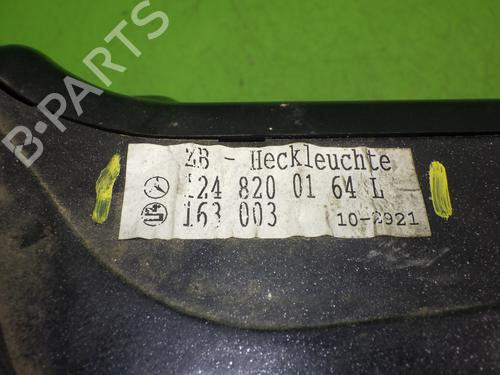 B-PARTS
ZB - Heckleuchte
124 820 01 64 L
163 003
10-2921